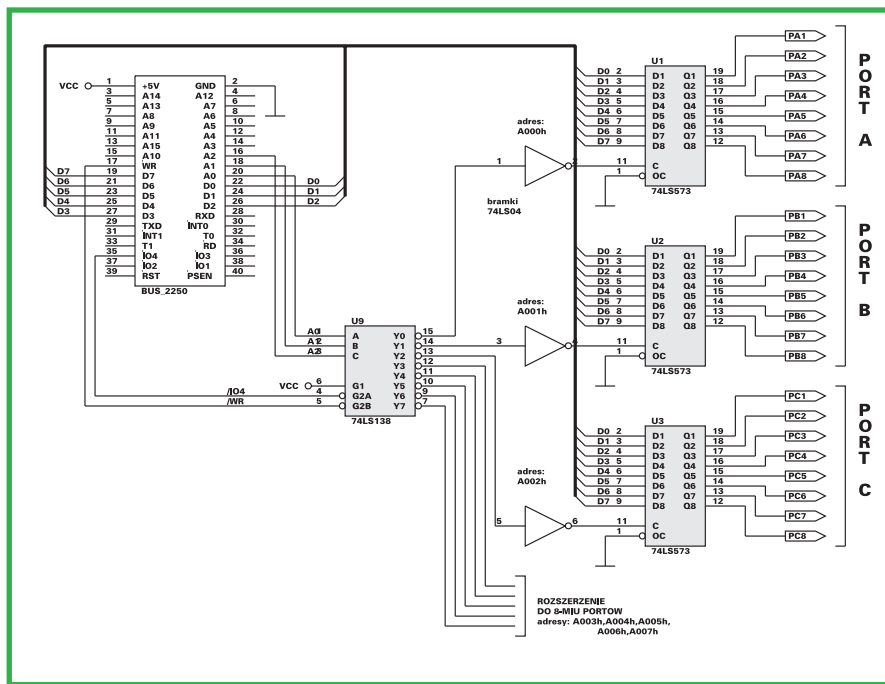 VCC
1 +5V GND 2
3 A14 A12 4
5 A13 A7 6
7 A8 A6 8
9 A9 A5 10
11 A11 A4 12
13 A15 A3 14
15 A10 A2 16
17 WR A1 18
19 D7 A0 20
21 D6 D0 22
23 D5 D1 24
25 D4 D2 26
27 D3 RXD 28
29 TXD INT0 30
31 INT1 T0 32
33 T1 RD 34
35 IO4 IO3 36
37 IO2 IO1 38
39 RST PSEN 40
BUS_2250
D7
D6
D5
D4
D3
D0
D1
D2
U9
A0 1 A Y0 15
A1 2 B Y1 14
A2 3 C Y2 13
Y3 12
Y4 11
VCC 6 G1 Y5 10
/IO4 4 G2A Y6 9
/WR 5 G2B Y7 7
74LS138
adres:
A000h
1 2
bramki
74LS04
adres:
A001h
3 4
adres:
A002h
5 6
U1
D0 2 D1 Q1 19
D1 3 D2 Q2 18
D2 4 D3 Q3 17
D3 5 D4 Q4 16
D4 6 D5 Q5 15
D5 7 D6 Q6 14
D6 8 D7 Q7 13
D7 9 D8 Q8 12
11 C
1 OC
74LS573
PA1
PA2
PA3
PA4
PA5
PA6
PA7
PA8
PORT A
U2
D0 2 D1 Q1 19
D1 3 D2 Q2 18
D2 4 D3 Q3 17
D3 5 D4 Q4 16
D4 6 D5 Q5 15
D5 7 D6 Q6 14
D6 8 D7 Q7 13
D7 9 D8 Q8 12
11 C
1 OC
74LS573
PB1
PB2
PB3
PB4
PB5
PB6
PB7
PB8
PORT B
U3
D0 2 D1 Q1 19
D1 3 D2 Q2 18
D2 4 D3 Q3 17
D3 5 D4 Q4 16
D4 6 D5 Q5 15
D5 7 D6 Q6 14
D6 8 D7 Q7 13
D7 9 D8 Q8 12
11 C
1 OC
74LS573
PC1
PC2
PC3
PC4
PC5
PC6
PC7
PC8
PORT C
ROZSZERZENIE
DO 8-MIU PORTOW
adresy: A003h,A004h,A005h,
A006h,A007h